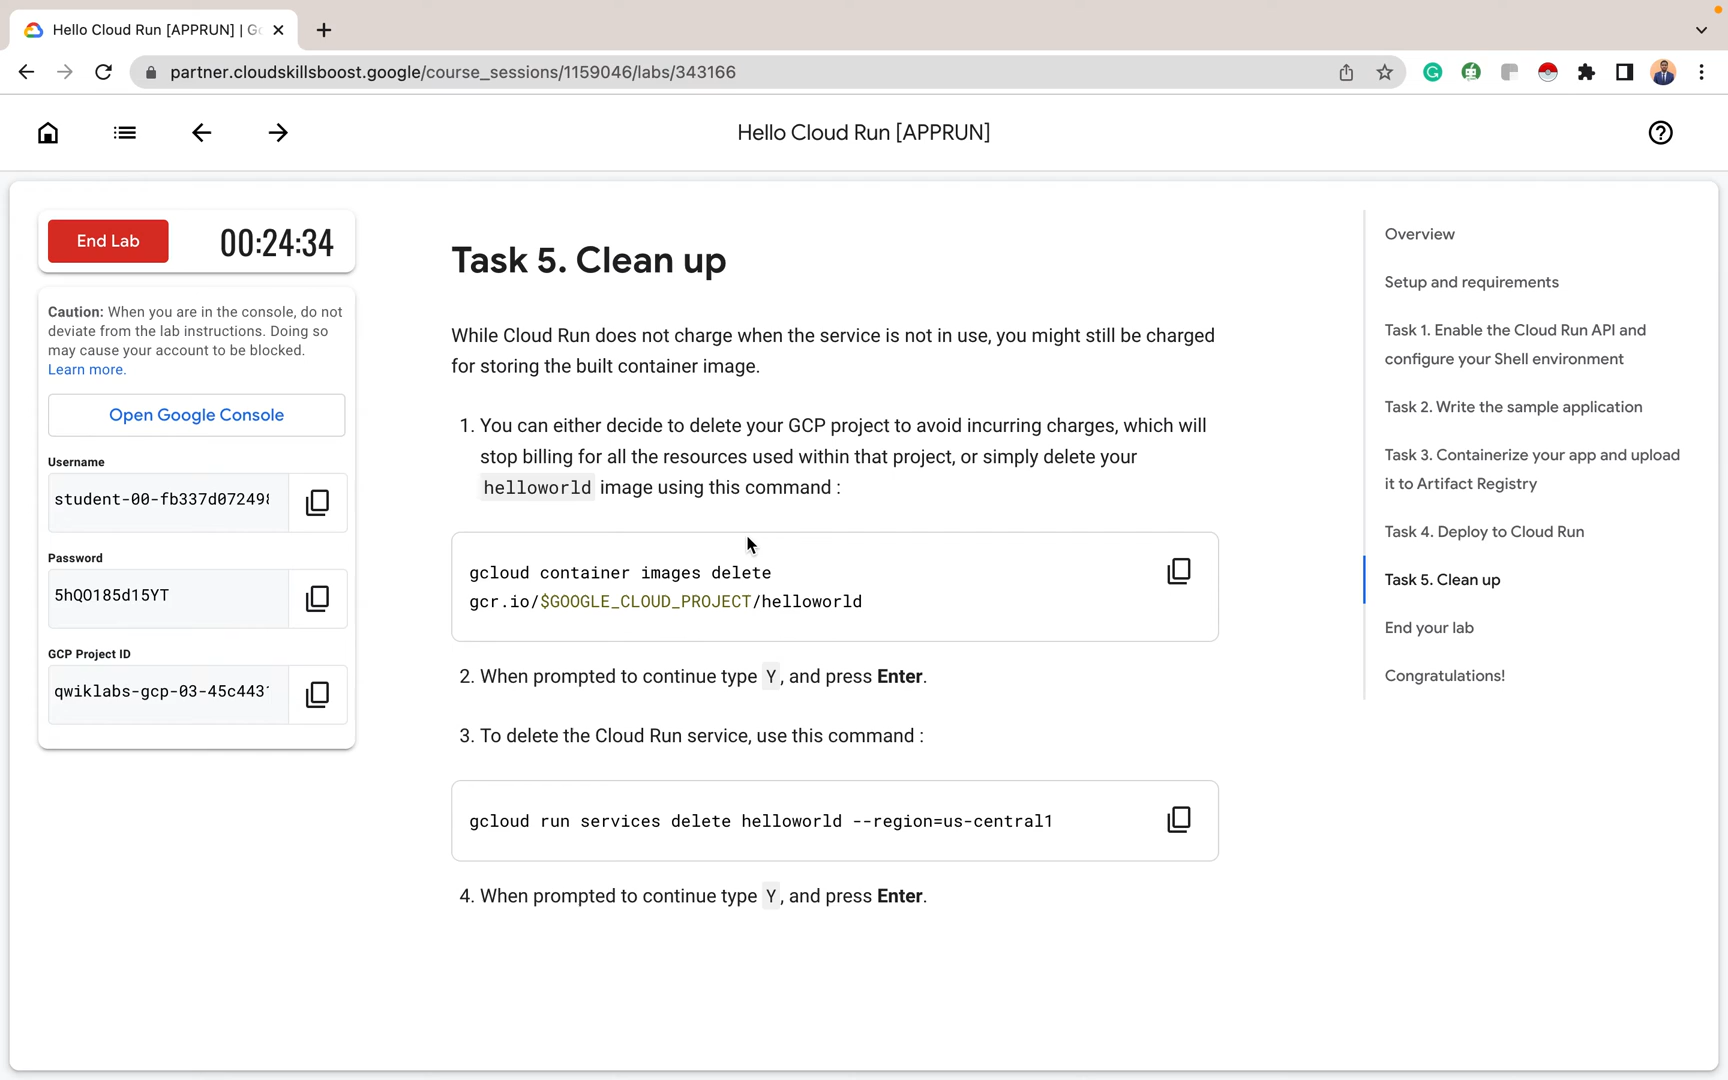 Hello Cloud Run [APPRUN] | Go
partner.cloudskillsboost.google/course_sessions/1159046/labs/343166
Hello Cloud Run [APPRUN]
End Lab
00:24:34
Caution: When you are in the console, do not
deviate from the lab instructions. Doing so
may cause your account to be blocked.
Learn more.
Open Google Console
Username
student-00-fb337d072498
Password
5hQO185d15YT
GCP Project ID
qwiklabs-gcp-03-45c443
Task 5. Clean up
While Cloud Run does not charge when the service is not in use, you might still be charged
for storing the built container image.
1. You can either decide to delete your GCP project to avoid incurring charges, which will
stop billing for all the resources used within that project, or simply delete your
helloworld image using this command :
gcloud container images delete
gcr.io/$GOOGLE_CLOUD_PROJECT/helloworld
2. When prompted to continue type Y, and press Enter.
3. To delete the Cloud Run service, use this command :
gcloud run services delete helloworld --region=us-central1
4. When prompted to continue type Y, and press Enter.
Overview
Setup and requirements
Task 1. Enable the Cloud Run API and
configure your Shell environment
Task 2. Write the sample application
Task 3. Containerize your app and upload
it to Artifact Registry
Task 4. Deploy to Cloud Run
Task 5. Clean up
End your lab
Congratulations!